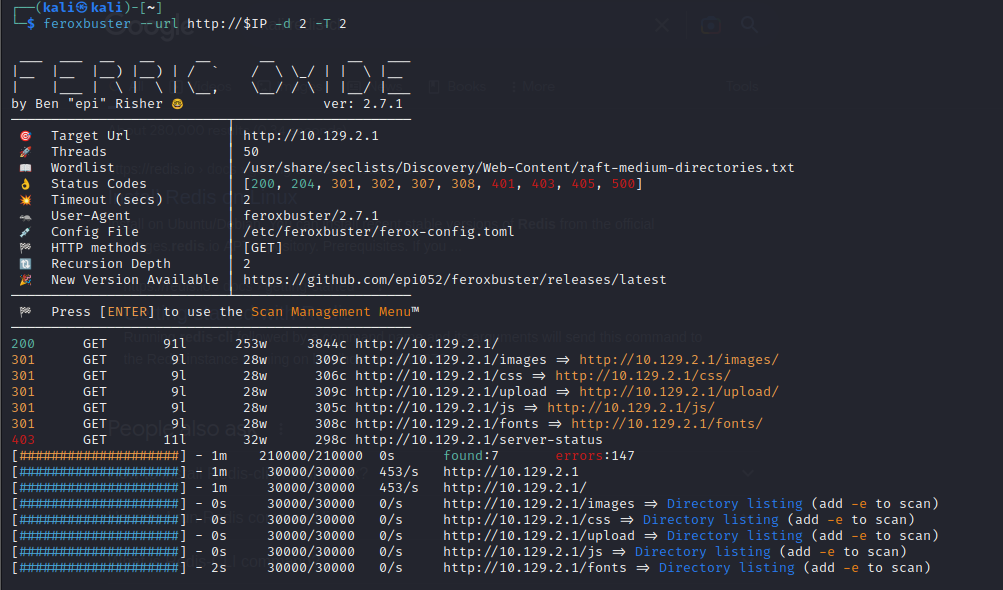 ┌──(kali㉿kali)-[~]
└─$ feroxbuster --url http://$IP -d 2 -T 2
FERRIC OXIDE
by Ben "epi" Risher 🤓 ver: 2.7.1
🎯 Target Url │ http://10.129.2.1
🚀 Threads │ 50
📖 Wordlist │ /usr/share/seclists/Discovery/Web-Content/raft-medium-directories.txt
👌 Status Codes │ [200, 204, 301, 302, 307, 308, 401, 403, 405, 500]
💥 Timeout (secs) │ 2
🦡 User-Agent │ feroxbuster/2.7.1
💉 Config File │ /etc/feroxbuster/ferox-config.toml
🏁 HTTP methods │ [GET]
🔃 Recursion Depth │ 2
🎉 New Version Available │ https://github.com/epi052/feroxbuster/releases/latest
🏁 Press [ENTER] to use the Scan Management Menu™
200 GET 91l 253w 3844c http://10.129.2.1/
301 GET 9l 28w 309c http://10.129.2.1/images => http://10.129.2.1/images/
301 GET 9l 28w 306c http://10.129.2.1/css => http://10.129.2.1/css/
301 GET 9l 28w 309c http://10.129.2.1/upload => http://10.129.2.1/upload/
301 GET 9l 28w 305c http://10.129.2.1/js => http://10.129.2.1/js/
301 GET 9l 28w 308c http://10.129.2.1/fonts => http://10.129.2.1/fonts/
403 GET 11l 32w 298c http://10.129.2.1/server-status
[####################] - 1m 210000/210000 0s found:7 errors:147
[####################] - 1m 30000/30000 453/s http://10.129.2.1
[####################] - 1m 30000/30000 453/s http://10.129.2.1/
[####################] - 0s 30000/30000 0/s http://10.129.2.1/images => Directory listing (add -e to scan)
[####################] - 0s 30000/30000 0/s http://10.129.2.1/css => Directory listing (add -e to scan)
[####################] - 0s 30000/30000 0/s http://10.129.2.1/upload => Directory listing (add -e to scan)
[####################] - 0s 30000/30000 0/s http://10.129.2.1/js => Directory listing (add -e to scan)
[####################] - 2s 30000/30000 0/s http://10.129.2.1/fonts => Directory listing (add -e to scan)